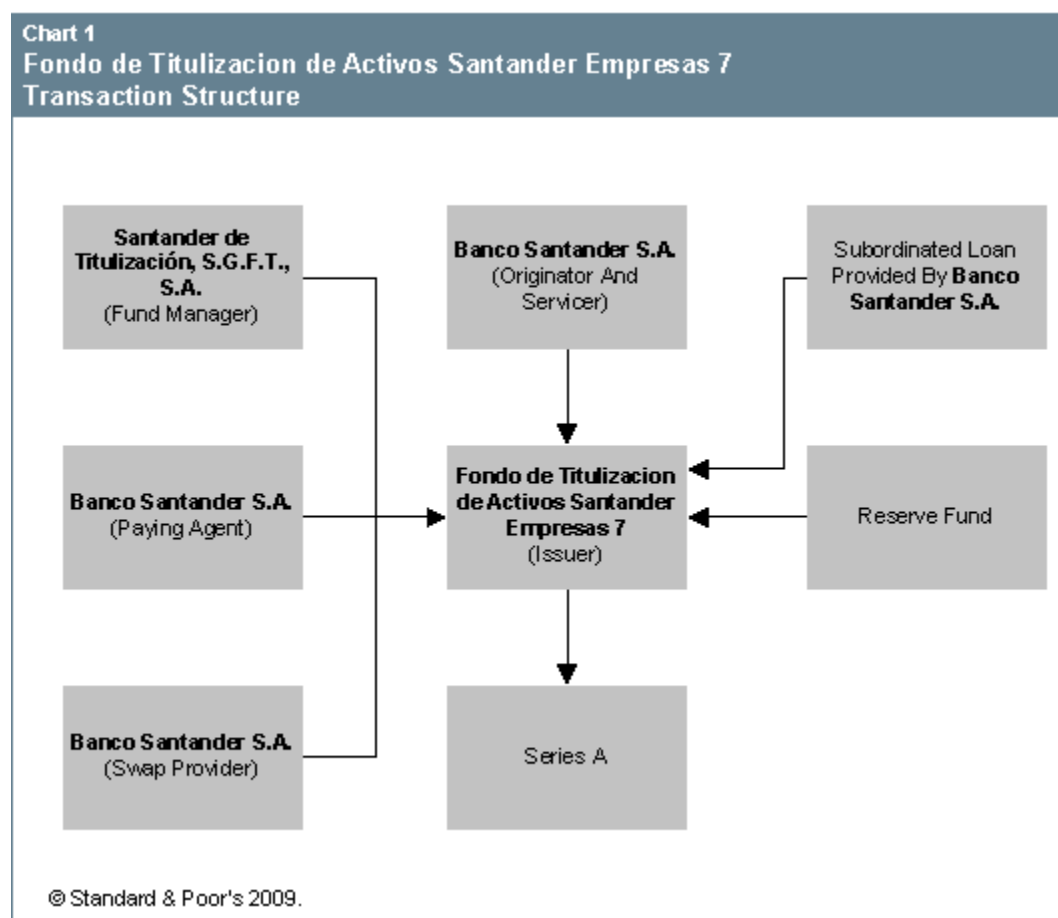 Chart 1
Fondo de Titulizacion de Activos Santander Empresas 7
Transaction Structure
Santander de
Titulización, S.G.F.T.,
S.A.
(Fund Manager)
Banco Santander S.A.
(Originator And
Servicer)
Subordinated Loan
Provided By Banco
Santander S.A.
Banco Santander S.A.
(Paying Agent)
Fondo de Titulizacion
de Activos Santander
Empresas 7
(Issuer)
Reserve Fund
Banco Santander S.A.
(Swap Provider)
Series A
© Standard & Poor's 2009.